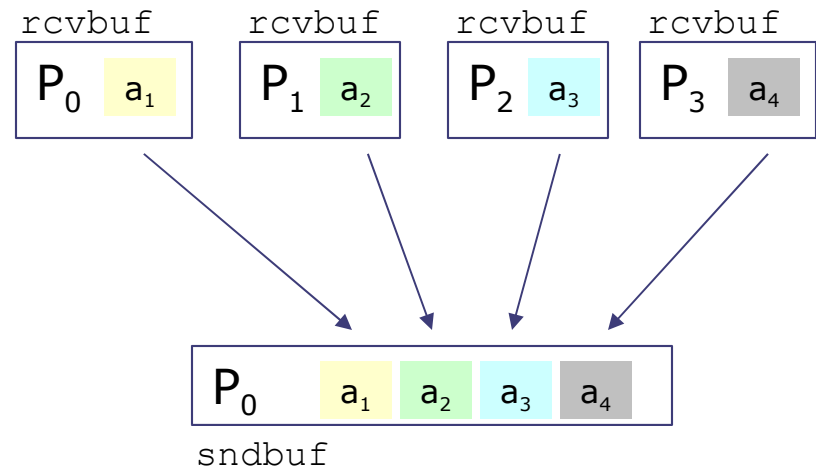 rcvbuf rcvbuf rcvbuf rcvbuf
P₀ a₁ P₁ a₂ P₂ a₃ P₃ a₄
P₀ a₁ a₂ a₃ a₄
sndbuf